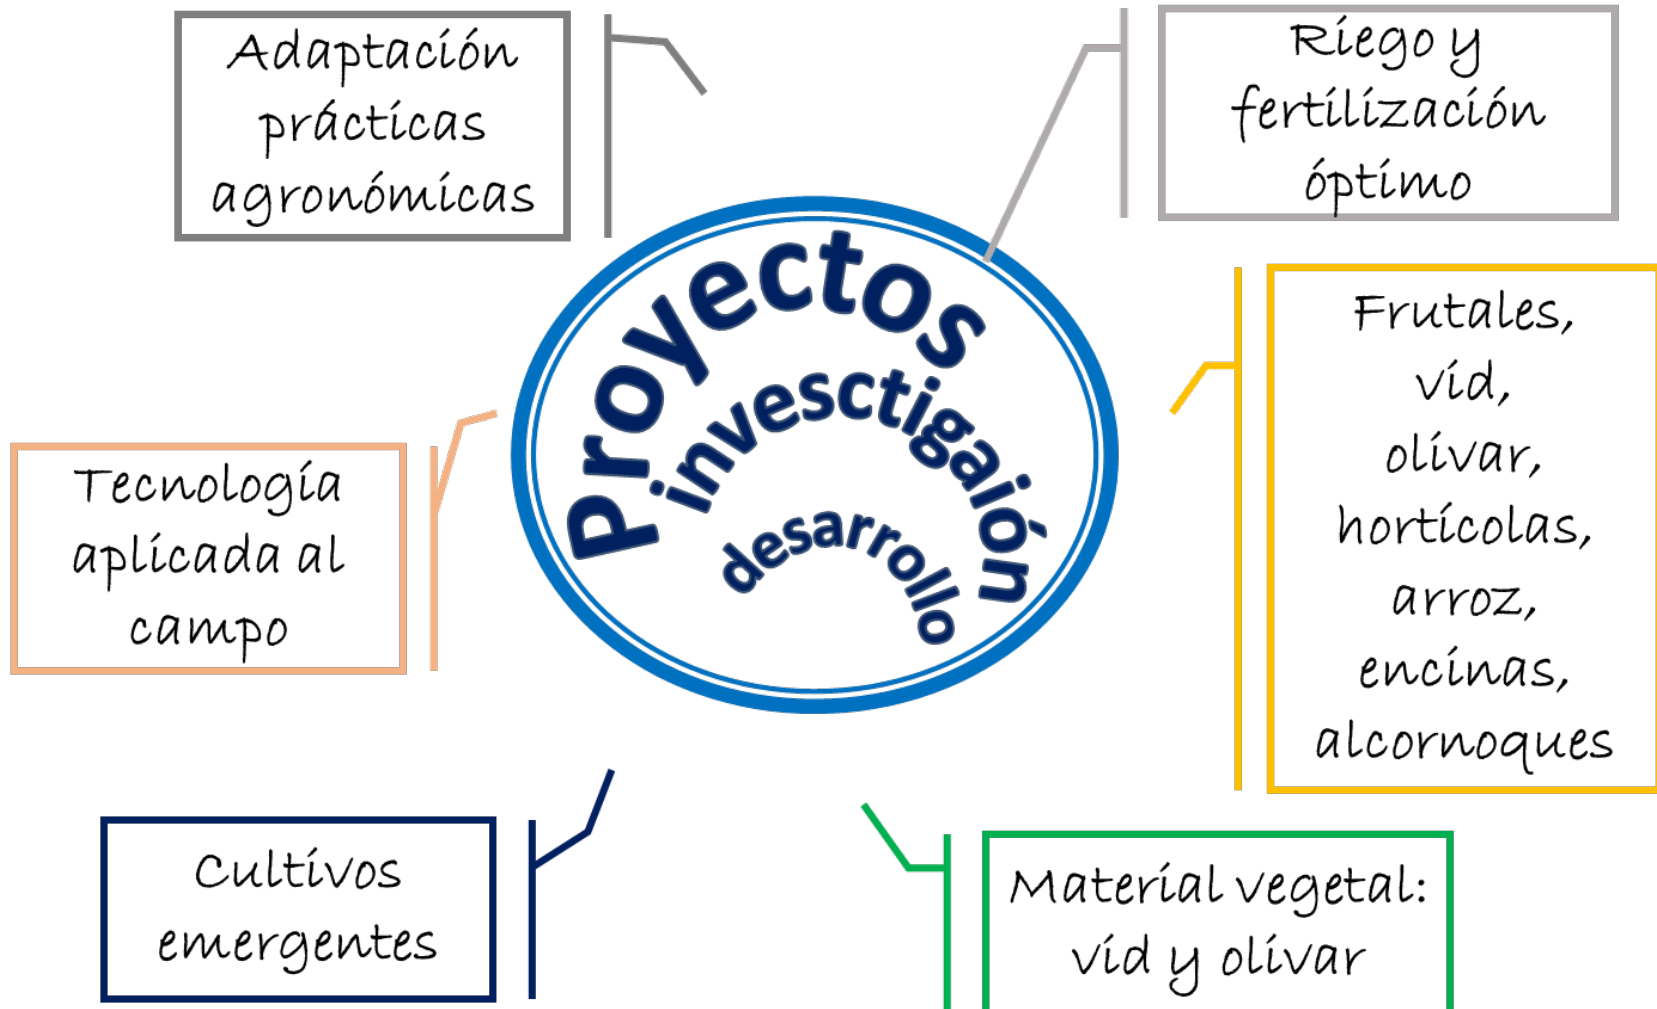 Adaptación
prácticas
agronómicas
Riego y
fertilización
óptimo
Proyectos
invesctigaión
desarrollo
Frutales,
vid,
olivar,
hortícolas,
arroz,
encinas,
alcornoques
Tecnología
aplicada al
campo
Cultivos
emergentes
Material vegetal:
vid y olivar